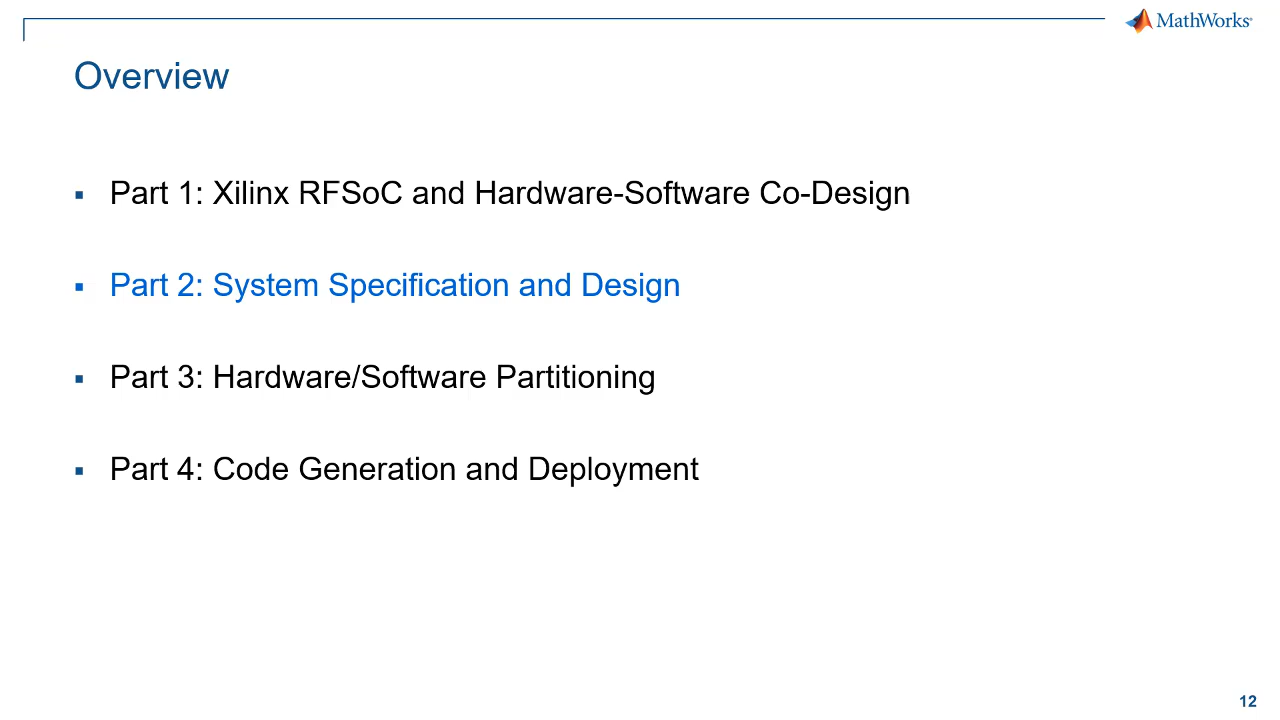 MathWorks
Overview
Part 1: Xilinx RFSoC and Hardware-Software Co-Design
Part 2: System Specification and Design
Part 3: Hardware/Software Partitioning
Part 4: Code Generation and Deployment
12